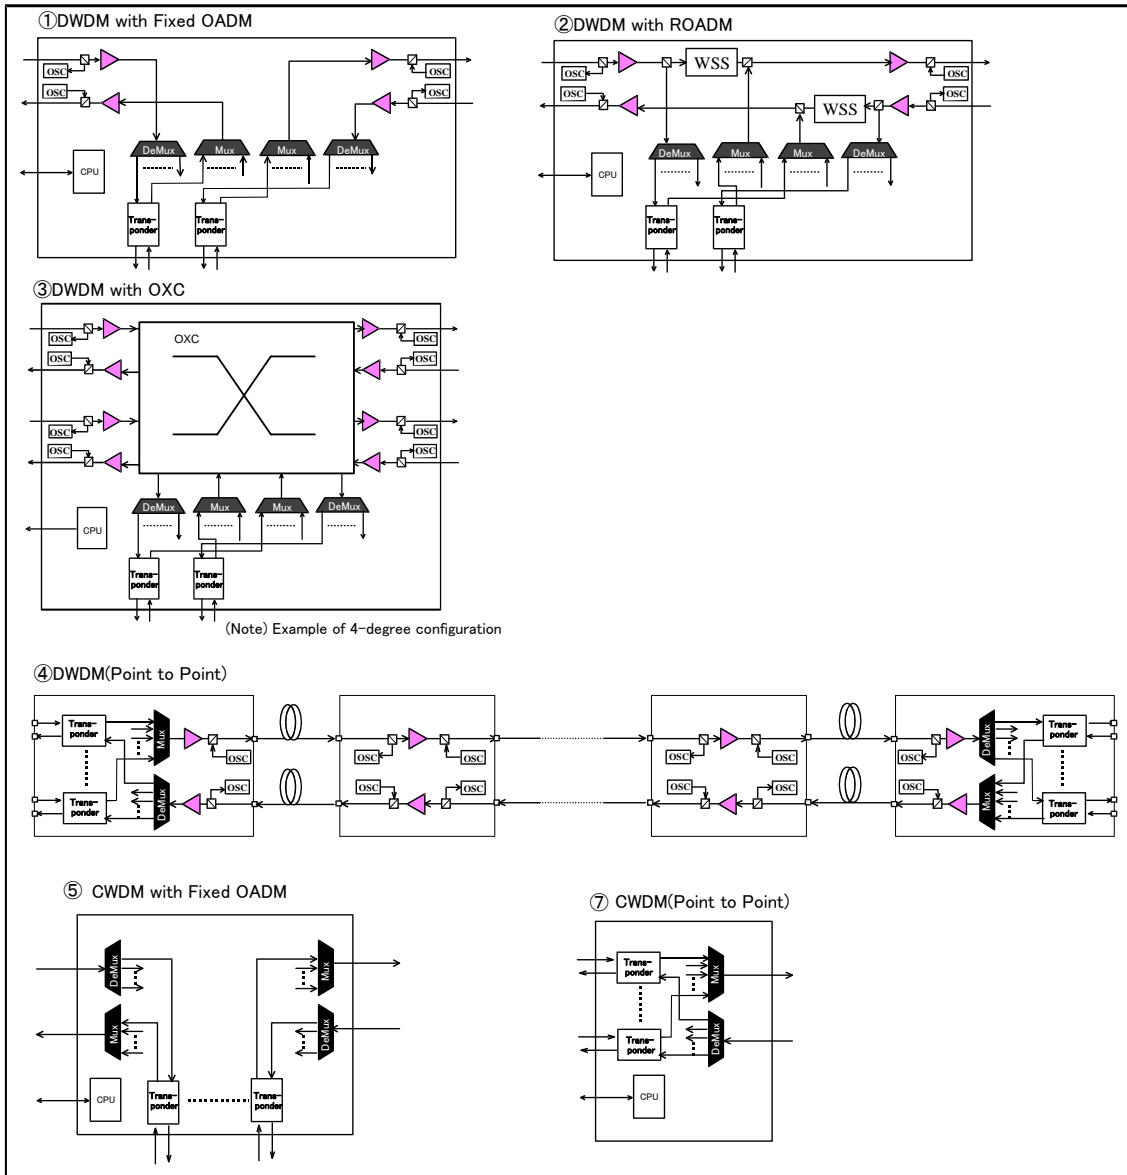 ①DWDM with Fixed OADM
OSC
OSC
OSC
OSC
DeMux
Mux
Mux
DeMux
CPU
Trans-
ponder
Trans-
ponder
②DWDM with ROADM
OSC
WSS
OSC
OSC
WSS
OSC
DeMux
Mux
Mux
DeMux
CPU
Trans-
ponder
Trans-
ponder
③DWDM with OXC
OXC
OSC
OSC
OSC
OSC
OSC
OSC
OSC
OSC
DeMux
Mux
Mux
DeMux
CPU
Trans-
ponder
Trans-
ponder
(Note) Example of 4-degree configuration
④DWDM(Point to Point)
Trans-
ponder
Mux
OSC
Trans-
ponder
DeMux
OSC
OSC
OSC
OSC
OSC
OSC
OSC
OSC
OSC
OSC
DeMux
Trans-
ponder
OSC
Mux
Trans-
ponder
⑤ CWDM with Fixed OADM
DeMux
Mux
Mux
DeMux
CPU
Trans-
ponder
Trans-
ponder
⑦ CWDM(Point to Point)
Trans-
ponder
Mux
Trans-
ponder
DeMux
CPU